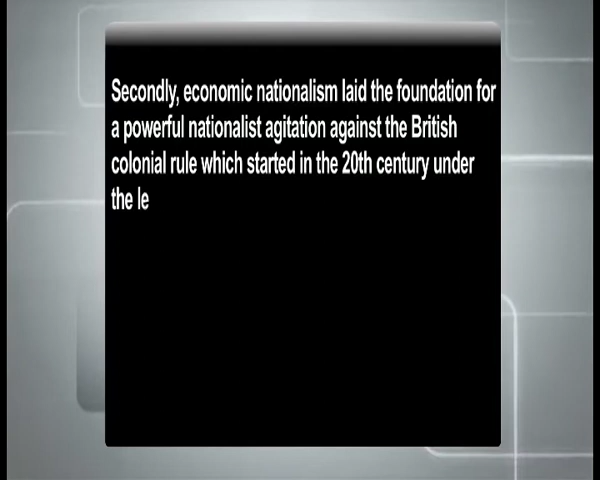 Secondly, economic nationalism laid the foundation for
a powerful nationalist agitation against the British
colonial rule which started in the 20th century under
the le